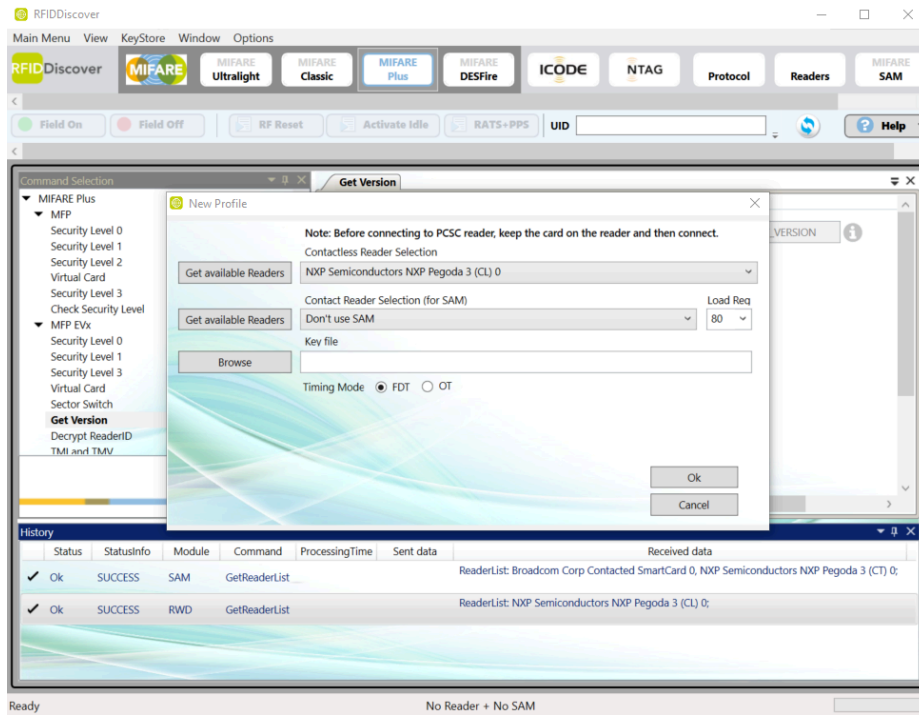 RFIDDiscover
Main Menu View KeyStore Window Options
RFIDDiscover
MIFARE
MIFARE Ultralight
MIFARE Classic
MIFARE Plus
MIFARE DESFire
ICODE
NTAG
Protocol
Readers
MIFARE SAM
Field On Field Off RF Reset Activate Idle RATS+PPS UID Help
Command Selection
Get Version
MIFARE Plus
MFP
Security Level 0
Security Level 1
Security Level 2
Virtual Card
Security Level 3
Check Security Level
MFP EVx
Security Level 0
Security Level 1
Security Level 3
Virtual Card
Sector Switch
Get Version
Decrypt ReaderID
TMI and TMV
_VERSION
New Profile
Note: Before connecting to PCSC reader, keep the card on the reader and then connect.
Contactless Reader Selection
Get available Readers NXP Semiconductors NXP Pegoda 3 (CL) 0
Contact Reader Selection (for SAM) Load Req
Get available Readers Don't use SAM 80
Key file
Browse
Timing Mode FDT OT
Ok
Cancel
History
Status StatusInfo Module Command ProcessingTime Sent data Received data
Ok SUCCESS SAM GetReaderList ReaderList: Broadcom Corp Contacted SmartCard 0, NXP Semiconductors NXP Pegoda 3 (CT) 0;
Ok SUCCESS RWD GetReaderList ReaderList: NXP Semiconductors NXP Pegoda 3 (CL) 0;
Ready No Reader + No SAM